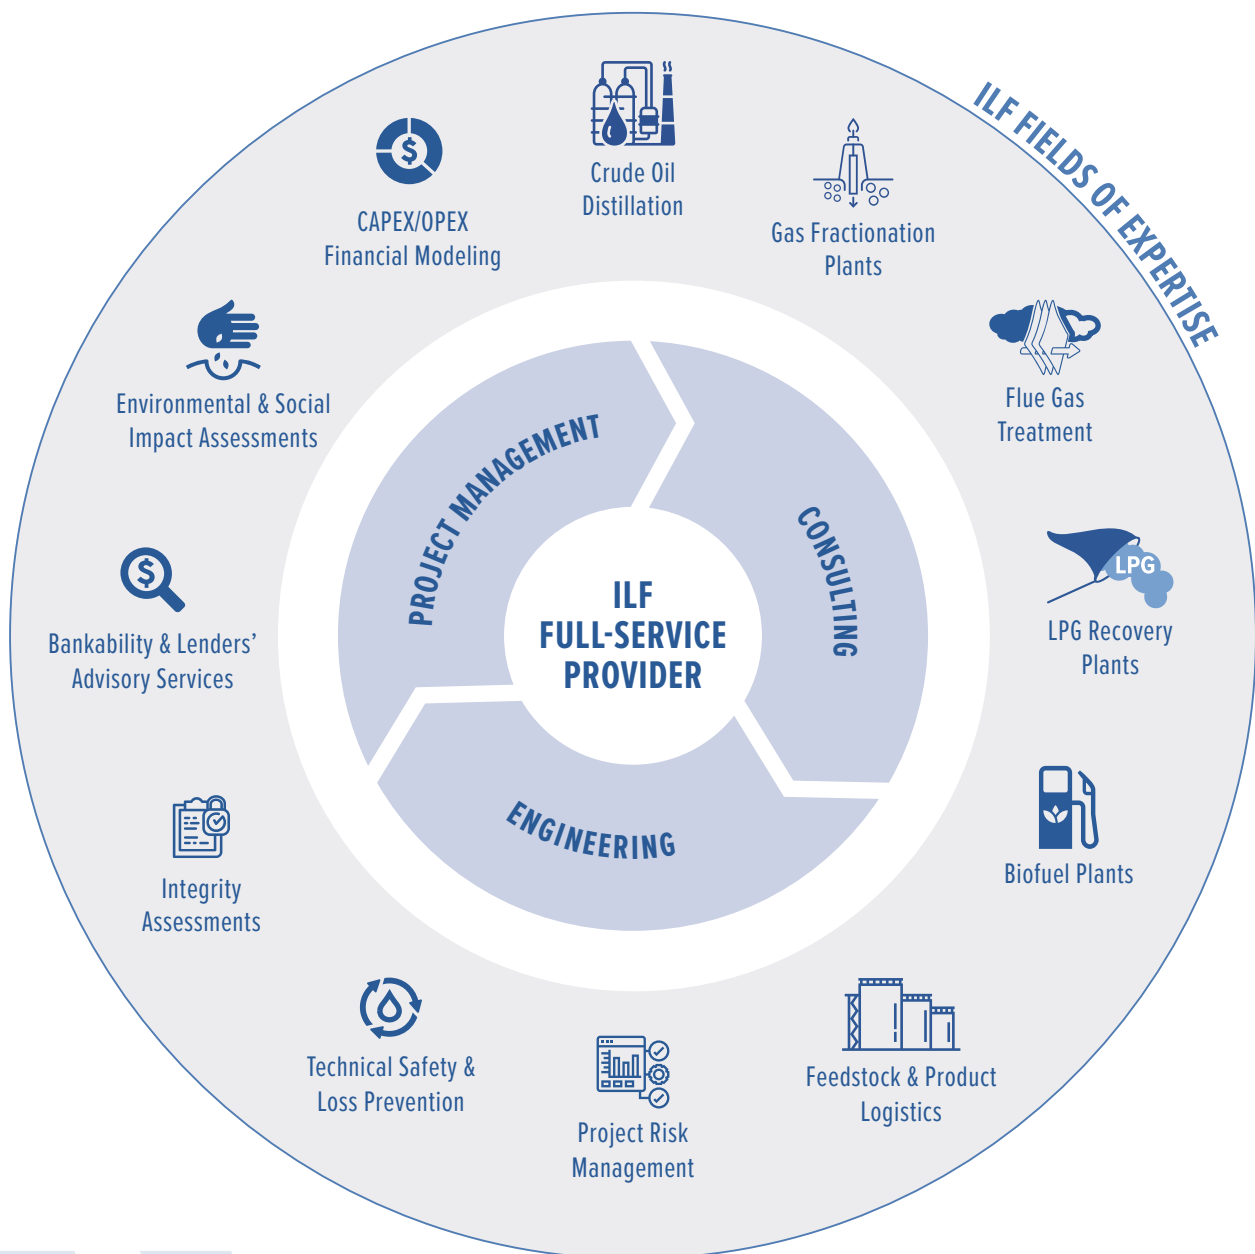 ILF FIELDS OF EXPERTISE
Crude Oil
Distillation
Gas Fractionation
Plants
Flue Gas
Treatment
LPG
LPG Recovery
Plants
Biofuel Plants
Feedstock & Product
Logistics
Project Risk
Management
Technical Safety &
Loss Prevention
Integrity
Assessments
$
Bankability & Lenders’
Advisory Services
Environmental & Social
Impact Assessments
$
CAPEX/OPEX
Financial Modeling
PROJECT MANAGEMENT
CONSULTING
ENGINEERING
ILF
FULL-SERVICE
PROVIDER